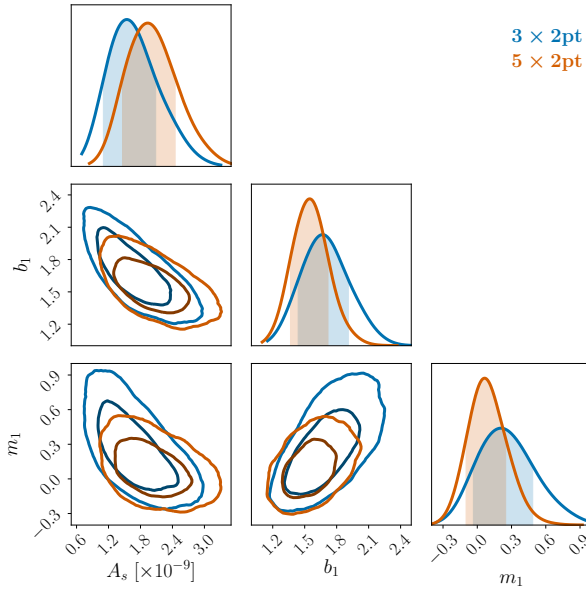 3 × 2pt
5 × 2pt
2.4
2.1
1.8
1.5
1.2
b₁
0.9
0.6
0.3
0.0
−0.3
m₁
0.6 1.2 1.8 2.4 3.0
A_s [×10⁻⁹]
1.2 1.5 1.8 2.1 2.4
b₁
−0.3 0.0 0.3 0.6 0.9
m₁